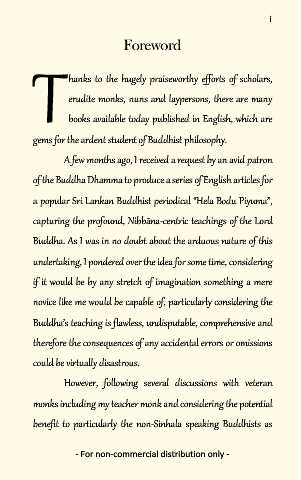 i
Foreword
Thanks to the hugely praiseworthy efforts of scholars,
erudite monks, nuns and laypersons, there are many
books available today published in English, which are
gems for the ardent student of Buddhist philosophy.
A few months ago, I received a request by an avid patron
of the Buddha Dhamma to produce a series of English articles for
a popular Sri Lankan Buddhist periodical "Hela Bodu Piyuma",
capturing the profound, Nibbāna-centric teachings of the Lord
Buddha. As I was in no doubt about the arduous nature of this
undertaking, I pondered over the idea for some time, considering
if it would be by any stretch of imagination something a mere
novice like me would be capable of, particularly considering the
Buddha's teaching is flawless, undisputable, comprehensive and
therefore the consequences of any accidental errors or omissions
could be virtually disastrous.
However, following several discussions with veteran
monks including my teacher monk and considering the potential
benefit to particularly the non-Sinhala speaking Buddhists as
- For non-commercial distribution only -